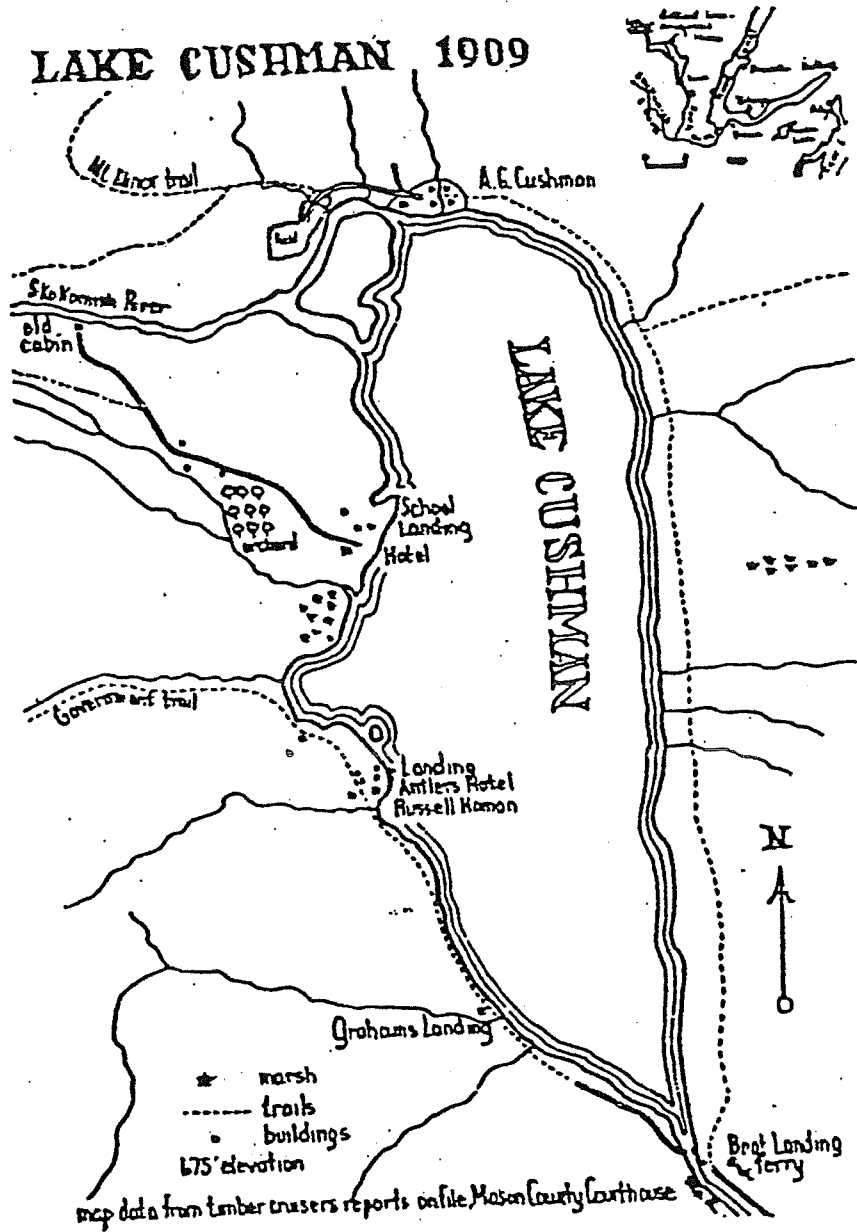 LAKE CUSHMAN 1909
Mt. Elinor trail
A.G. Cushman
Skokomish River
old
cabin
LAKE CUSHMAN
School
Landing
Hotel
orchard
Government trail
Landing
Antlers Hotel
Russell Homan
N
Grahams Landing
marsh
trails
buildings
675' elevation
Boat Landing
ferry
map data from timber cruisers reports on file, Mason County Courthouse